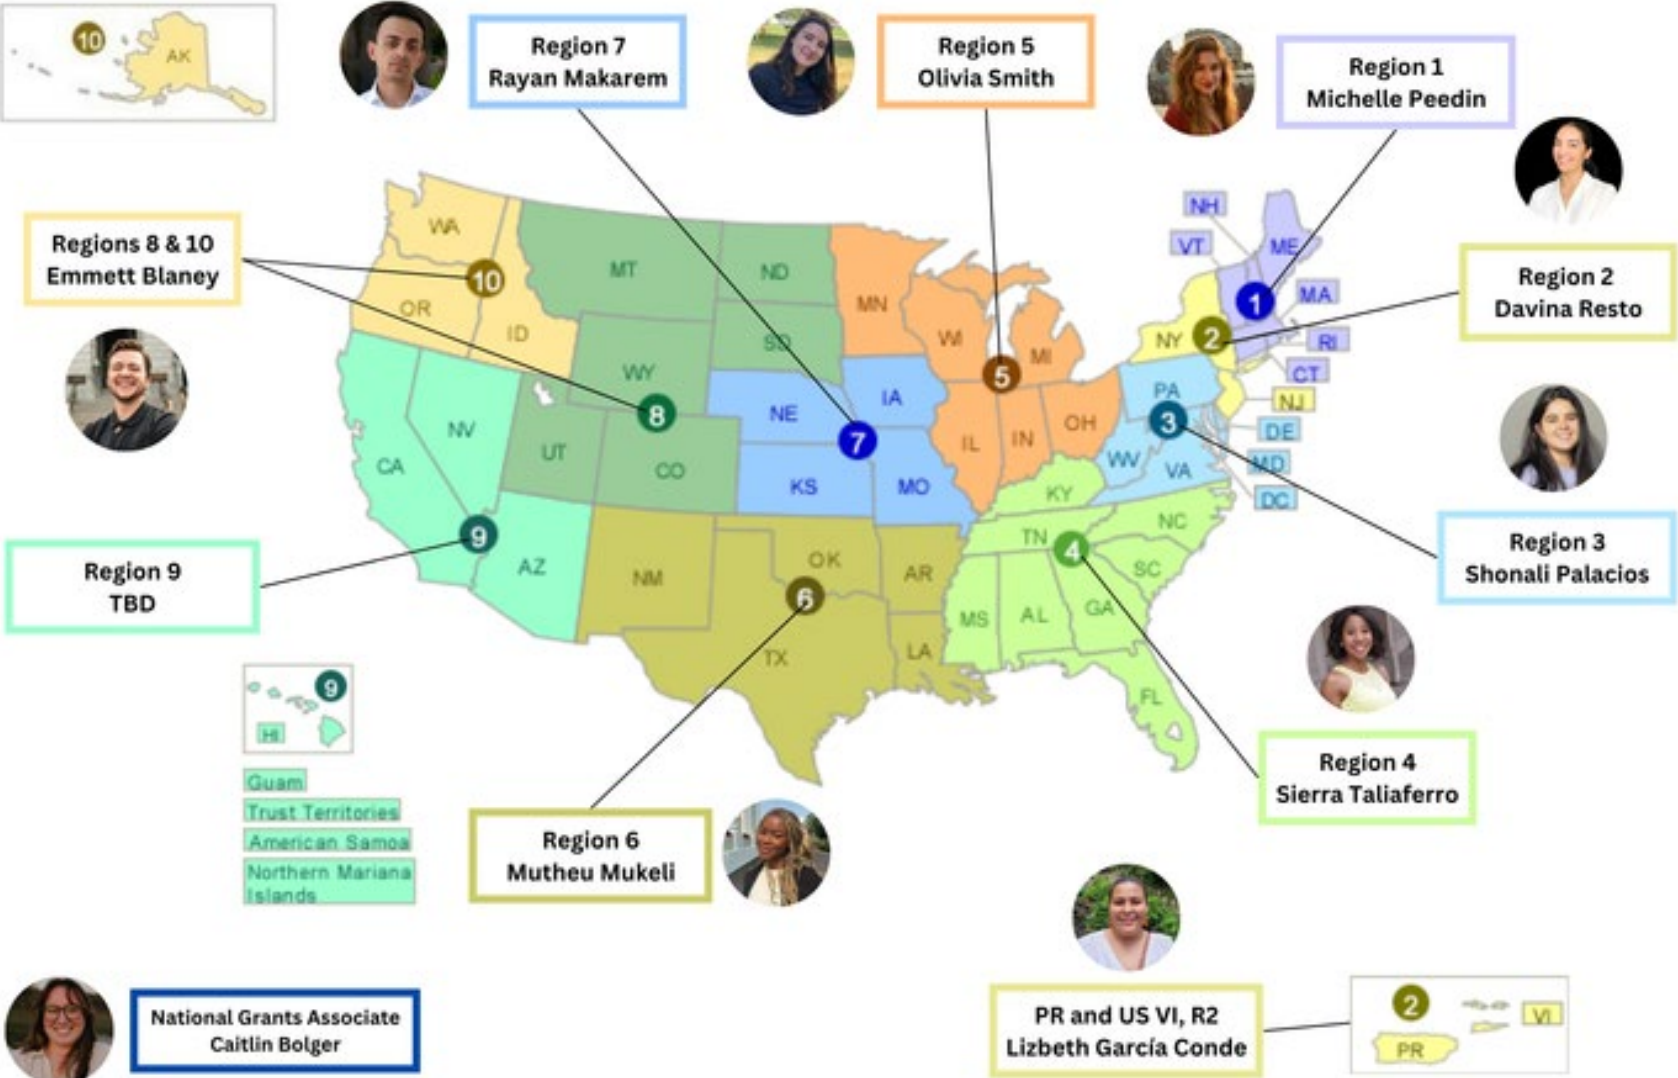 10
AK
Region 7
Rayan Makarem
Region 5
Olivia Smith
Region 1
Michelle Peedin
Regions 8 & 10
Emmett Blaney
Region 2
Davina Resto
Region 9
TBD
Region 3
Shonali Palacios
Region 6
Mutheu Mukeli
Region 4
Sierra Taliaferro
WA
10
OR
ID
MT
ND
SD
WY
8
UT
CO
CA
NV
9
AZ
NE
IA
7
KS
MO
MN
WI
MI
5
IL
IN
OH
NM
OK
AR
6
TX
LA
KY
TN
NC
4
SC
MS
AL
GA
FL
NH
VT
ME
1
MA
RI
CT
NY
2
NJ
PA
3
WV
VA
DE
MD
DC
9
HI
Guam
Trust Territories
American Samoa
Northern Mariana
Islands
National Grants Associate
Caitlin Bolger
PR and US VI, R2
Lizbeth García Conde
2
VI
PR